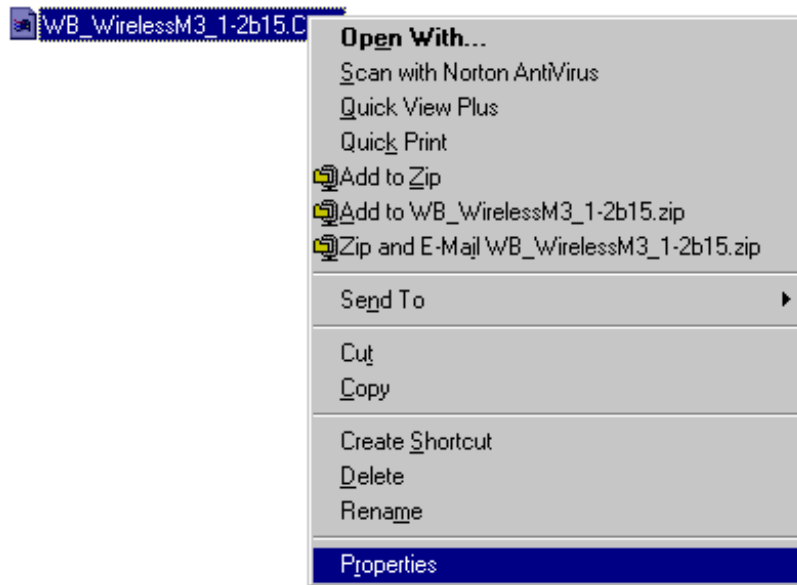 WB_WirelessM3_1-2b15.C
Open With...
Scan with Norton AntiVirus
Quick View Plus
Quick Print
Add to Zip
Add to WB_WirelessM3_1-2b15.zip
Zip and E-Mail WB_WirelessM3_1-2b15.zip
Send To
Cut
Copy
Create Shortcut
Delete
Rename
Properties